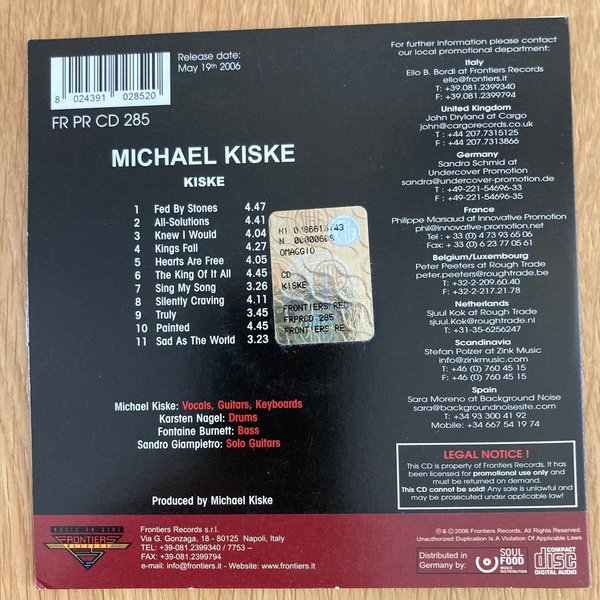 Release date:
May 19th 2006
8 024391 028520
FR PR CD 285
MICHAEL KISKE
KISKE
1 Fed By Stones 4.47
2 All-Solutions 4.41
3 Knew I Would 4.04
4 Kings Fall 4.27
5 Hearts Are Free 4.05
6 The King Of It All 4.45
7 Sing My Song 3.26
8 Silently Craving 4.11
9 Truly 3.45
10 Painted 4.45
11 Sad As The World 3.23
N 00000606
OMAGGIO
CD
KISKE
FRONTIERS REC
FRPRCD 285
FRONTIERS RE
Michael Kiske: Vocals, Guitars, Keyboards
Karsten Nagel: Drums
Fontaine Burnett: Bass
Sandro Giampietro: Solo Guitars
Produced by Michael Kiske
For further information please contact
our local promotional department:
Italy
Elio B. Bordi at Frontiers Records
elio@frontiers.it
T: +39.081.2399340
F: +39.081.2399794
United Kingdom
John Dryland at Cargo
john@cargorecords.co.uk
T: +44 207.7315125
F: +44 207.7313866
Germany
Sandra Schmid at
Undercover Promotion
sandra@undercover-promotion.de
T: +49-221-54696-33
F: +49-221-54696-35
France
Philippe Marsaud at Innovative Promotion
phil@innovative-promotion.net
Tel : + 33 (0) 4 73 93 65 06
Fax: + 33 (0) 6 23 77 05 61
Belgium/Luxembourg
Peter Peeters at Rough Trade
peter.peeters@roughtrade.be
T: +32-2-209.60.40
F: +32-2-217.21.78
Netherlands
Sjuul Kok at Rough Trade
sjuul.Kok@roughtrade.nl
T: +31-35-6256247
Scandinavia
Stefan Polzer at Zink Music
info@zinkmusic.com
T: +46 (0) 760 45 15
F: +46 (0) 760 45 14
Spain
Sara Moreno at Background Noise
sara@backgroundnoisesite.com
T: + 34 944 97 10 92
Mobile: +34 667 54 19 74
LEGAL NOTICE !
This CD is property of Frontiers Records, It has
been licensed for promotional use only and
must be returned on demand.
This CD cannot be sold! Any sale is unlawful and
may be prosecuted under applicable law!
MUSIC ON LINE
FRONTIERS
RECORDS
Frontiers Records s.r.l.
Via G. Gonzaga, 18 - 80125 Napoli, Italy
TEL: +39-081.2399340 / 7753 –
FAX: +39-081.2399794
e-mail: info@frontiers.it - Website: www.frontiers.it
℗ & © 2006 Frontiers Records, All Rights Reserved.
Unauthorized Duplication Is A Violation Of Applicable Laws
Distributed in
Germany by:
SOUL
FOOD
MUSIC
DISTRIBUTION
COMPACT
disc
DIGITAL AUDIO